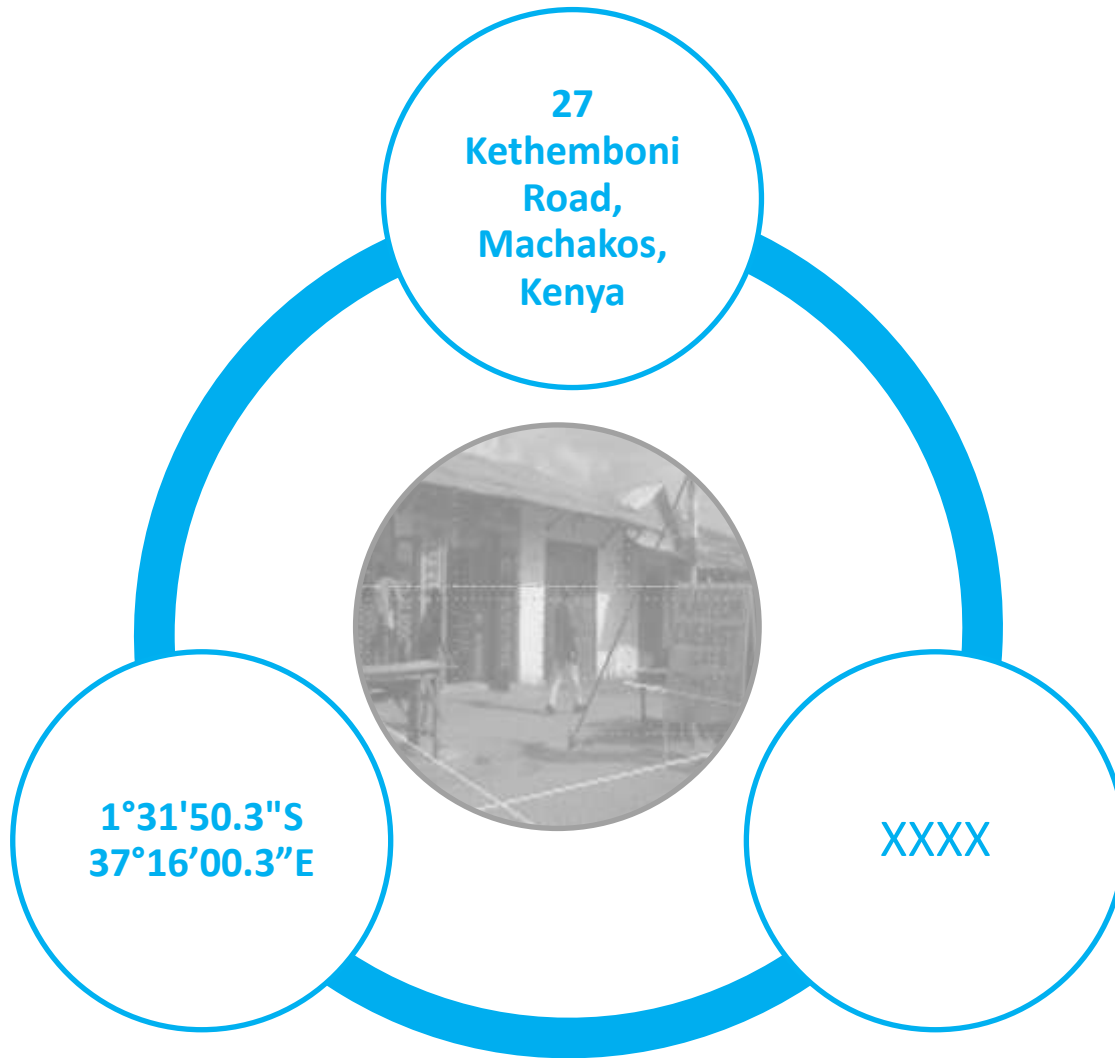 27
Kethemboni
Road,
Machakos,
Kenya
1°31'50.3"S
37°16’00.3”E
XXXX